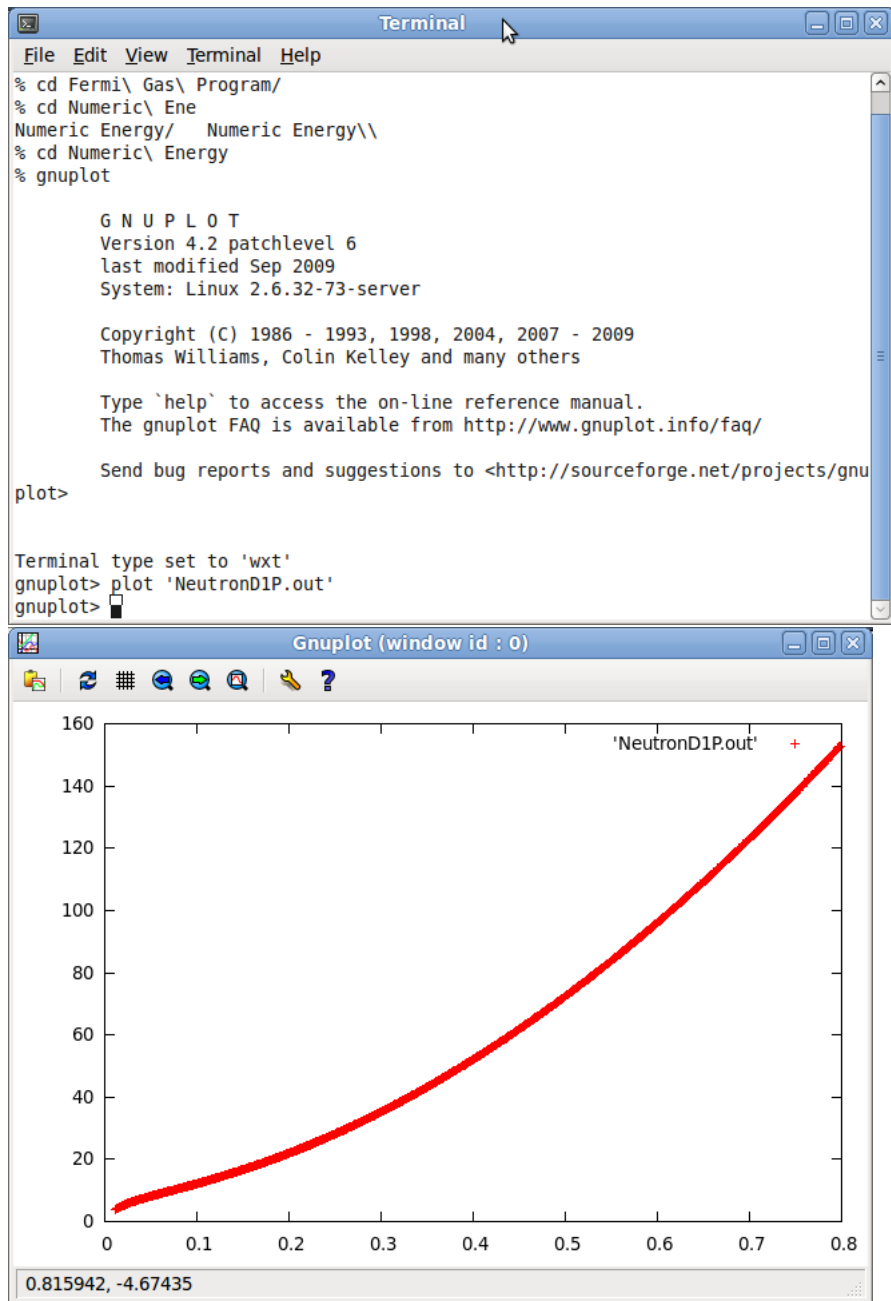 Terminal
File Edit View Terminal Help
% cd Fermi\ Gas\ Program/
% cd Numeric\ Ene
Numeric Energy/   Numeric Energy\\
% cd Numeric\ Energy
% gnuplot
G N U P L O T
Version 4.2 patchlevel 6
last modified Sep 2009
System: Linux 2.6.32-73-server
Copyright (C) 1986 - 1993, 1998, 2004, 2007 - 2009
Thomas Williams, Colin Kelley and many others
Type `help` to access the on-line reference manual.
The gnuplot FAQ is available from http://www.gnuplot.info/faq/
Send bug reports and suggestions to <http://sourceforge.net/projects/gnu
plot>
Terminal type set to 'wxt'
gnuplot> plot 'NeutronD1P.out'
gnuplot>
Gnuplot (window id : 0)
?
160
'NeutronD1P.out'
140
120
100
80
60
40
20
0
0 0.1 0.2 0.3 0.4 0.5 0.6 0.7 0.8
0.815942, -4.67435